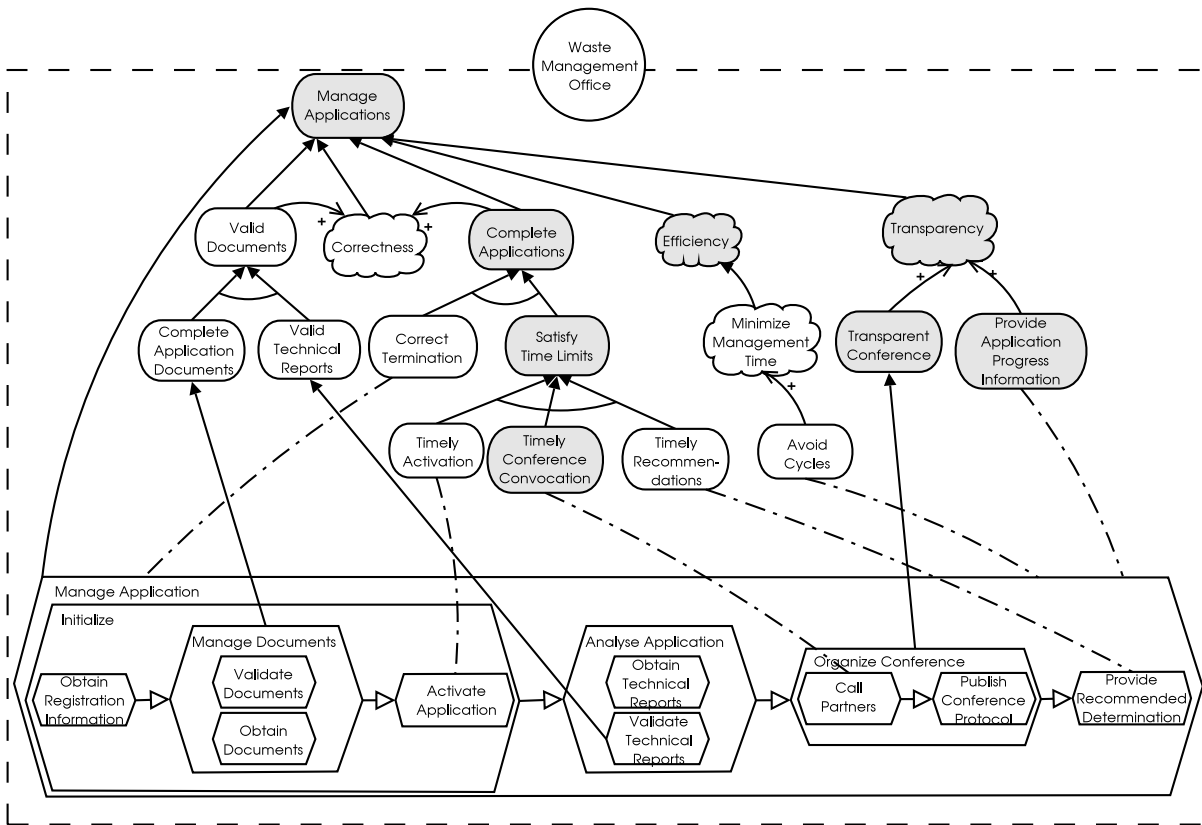 Waste
Management
Office
Manage
Applications
Valid
Documents
+
Correctness
+
Complete
Applications
Efficiency
Transparency
+
+
Complete
Application
Documents
Valid
Technical
Reports
Correct
Termination
Satisfy
Time Limits
Minimize
Management
Time
Transparent
Conference
Provide
Application
Progress
Information
+
Timely
Activation
Timely
Conference
Convocation
Timely
Recommen-
dations
Avoid
Cycles
Manage Application
Initialize
Manage Documents
Validate
Documents
Obtain
Documents
Obtain
Registration
Information
Activate
Application
Analyse Application
Obtain
Technical
Reports
Validate
Technical
Reports
Organize Conference
Call
Partners
Publish
Conference
Protocol
Provide
Recommended
Determination